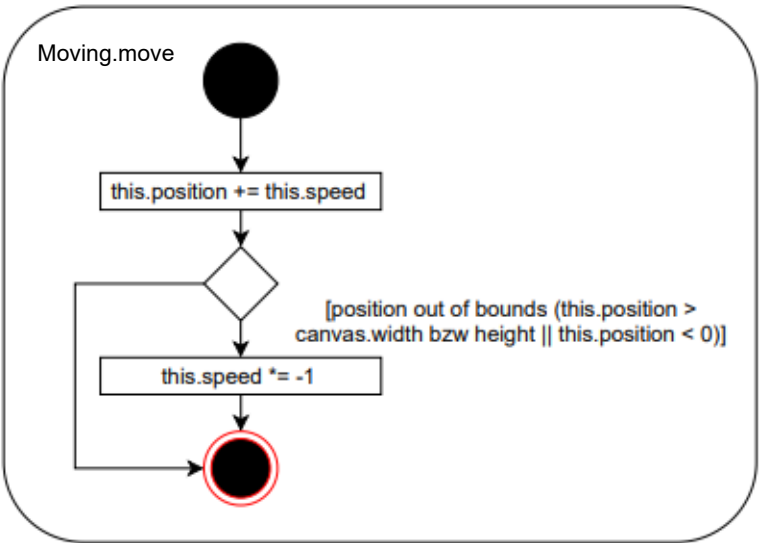 Moving.move
this.position += this.speed
[position out of bounds (this.position >
canvas.width bzw height || this.position < 0)]
this.speed *= -1